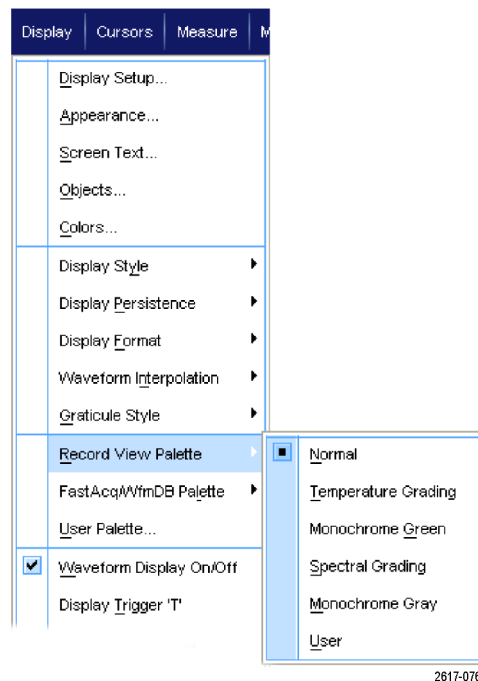 Display Cursors Measure
Display Setup...
Appearance...
Screen Text...
Objects...
Colors...
Display Style
Display Persistence
Display Format
Waveform Interpolation
Graticule Style
Record View Palette
Normal
FastAcq/WfmDB Palette
Temperature Grading
User Palette...
Monochrome Green
Waveform Display On/Off
Spectral Grading
Display Trigger 'T'
Monochrome Gray
User
2617-076